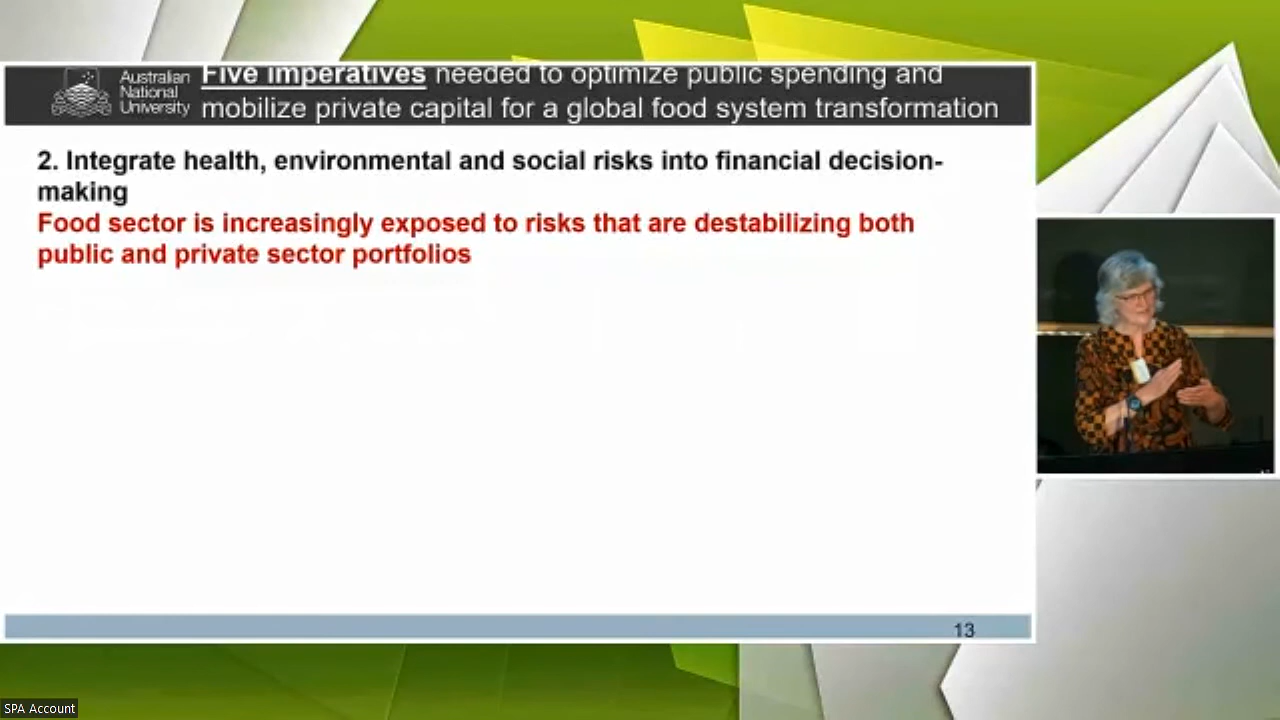 Australian
National
University
Five imperatives needed to optimize public spending and
mobilize private capital for a global food system transformation
2. Integrate health, environmental and social risks into financial decision-
making
Food sector is increasingly exposed to risks that are destabilizing both
public and private sector portfolios
13
SPA Account